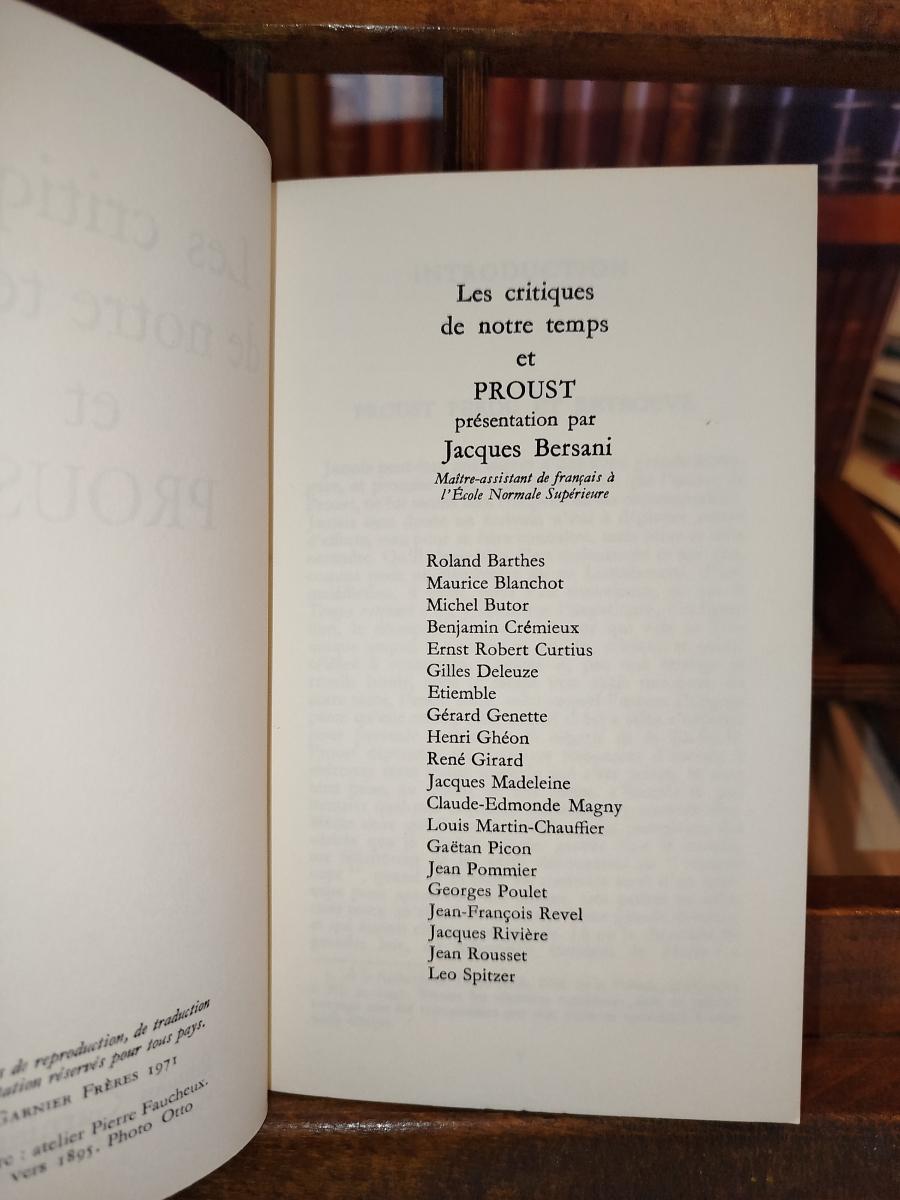 s de reproduction, de traduction
tation réservés pour tous pays.
GARNIER FRÈRES 1971
re : atelier Pierre Faucheux.
vers 1895. Photo Otto
Les critiques
de notre temps
et
PROUST
présentation par
Jacques Bersani
Maître-assistant de français à
l'École Normale Supérieure
Roland Barthes
Maurice Blanchot
Michel Butor
Benjamin Crémieux
Ernst Robert Curtius
Gilles Deleuze
Etiemble
Gérard Genette
Henri Ghéon
René Girard
Jacques Madeleine
Claude-Edmonde Magny
Louis Martin-Chauffier
Gaëtan Picon
Jean Pommier
Georges Poulet
Jean-François Revel
Jacques Rivière
Jean Rousset
Leo Spitzer